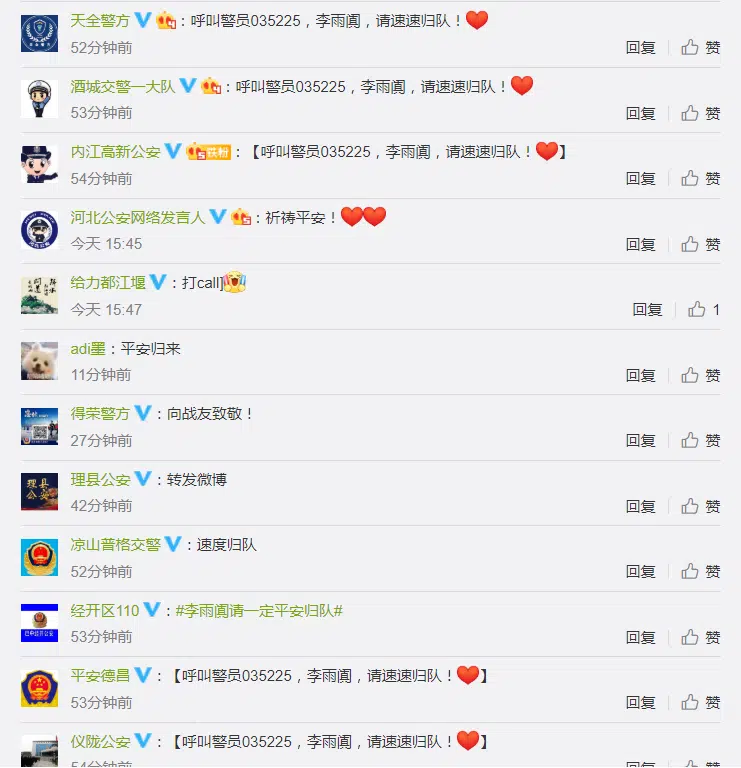 天全警方：呼叫警员035225，李雨阗，请速速归队！
52分钟前
回复 赞
酒城交警一大队：呼叫警员035225，李雨阗，请速速归队！
53分钟前
回复 赞
内江高新公安 铁粉：【呼叫警员035225，李雨阗，请速速归队！】
54分钟前
回复 赞
河北公安网络发言人：祈祷平安！
今天 15:45
回复 赞
给力都江堰：打call]
今天 15:47
回复 1
adi墨：平安归来
11分钟前
回复 赞
得荣警方：向战友致敬！
27分钟前
回复 赞
理县公安
理县公安：转发微博
42分钟前
回复 赞
凉山普格交警：速度归队
52分钟前
回复 赞
经开区110：#李雨阗请一定平安归队#
53分钟前
回复 赞
平安德昌：【呼叫警员035225，李雨阗，请速速归队！】
53分钟前
回复 赞
仪陇公安：【呼叫警员035225，李雨阗，请速速归队！】
54分钟前
回复 赞